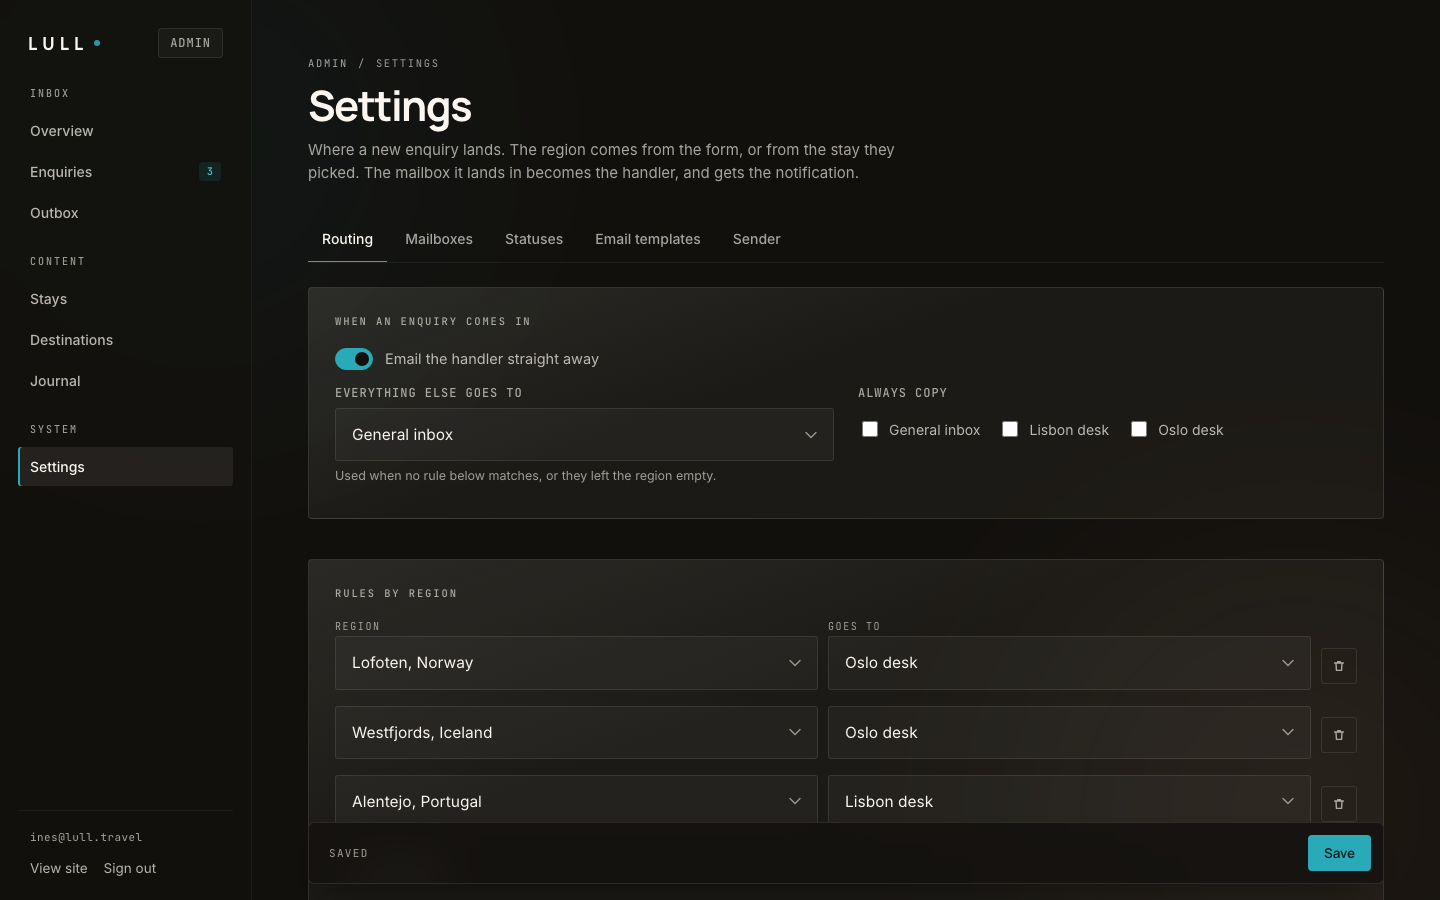 LULL
ADMIN
INBOX
Overview
Enquiries
3
Outbox
CONTENT
Stays
Destinations
Journal
SYSTEM
Settings
ines@lull.travel
View site
Sign out
ADMIN / SETTINGS
Settings
Where a new enquiry lands. The region comes from the form, or from the stay they
picked. The mailbox it lands in becomes the handler, and gets the notification.
Routing
Mailboxes
Statuses
Email templates
Sender
WHEN AN ENQUIRY COMES IN
Email the handler straight away
EVERYTHING ELSE GOES TO
General inbox
Used when no rule below matches, or they left the region empty.
ALWAYS COPY
General inbox
Lisbon desk
Oslo desk
RULES BY REGION
REGION
GOES TO
Lofoten, Norway
Oslo desk
Westfjords, Iceland
Oslo desk
Alentejo, Portugal
Lisbon desk
SAVED
Save